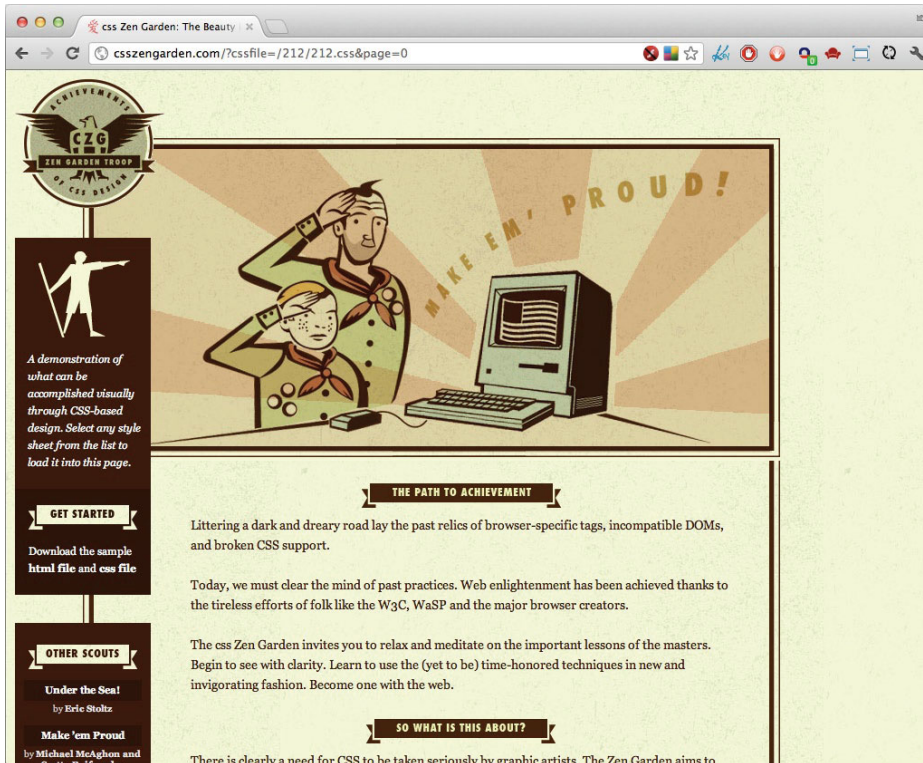 css Zen Garden: The Beauty
csszengarden.com/?cssfile=/212/212.css&page=0
ACHIEVEMENTS
CZG
ZEN GARDEN TROOP
OF CSS DESIGN
MAKE EM' PROUD!
A demonstration of
what can be
accomplished visually
through CSS-based
design. Select any style
sheet from the list to
load it into this page.
GET STARTED
Download the sample
html file and css file
OTHER SCOUTS
Under the Sea!
by Eric Stoltz
Make 'em Proud
by Michael McAghon and
THE PATH TO ACHIEVEMENT
Littering a dark and dreary road lay the past relics of browser-specific tags, incompatible DOMs,
and broken CSS support.
Today, we must clear the mind of past practices. Web enlightenment has been achieved thanks to
the tireless efforts of folk like the W3C, WaSP and the major browser creators.
The css Zen Garden invites you to relax and meditate on the important lessons of the masters.
Begin to see with clarity. Learn to use the (yet to be) time-honored techniques in new and
invigorating fashion. Become one with the web.
SO WHAT IS THIS ABOUT?
There is clearly a need for CSS to be taken seriously by graphic artists. The Zen Garden aims to